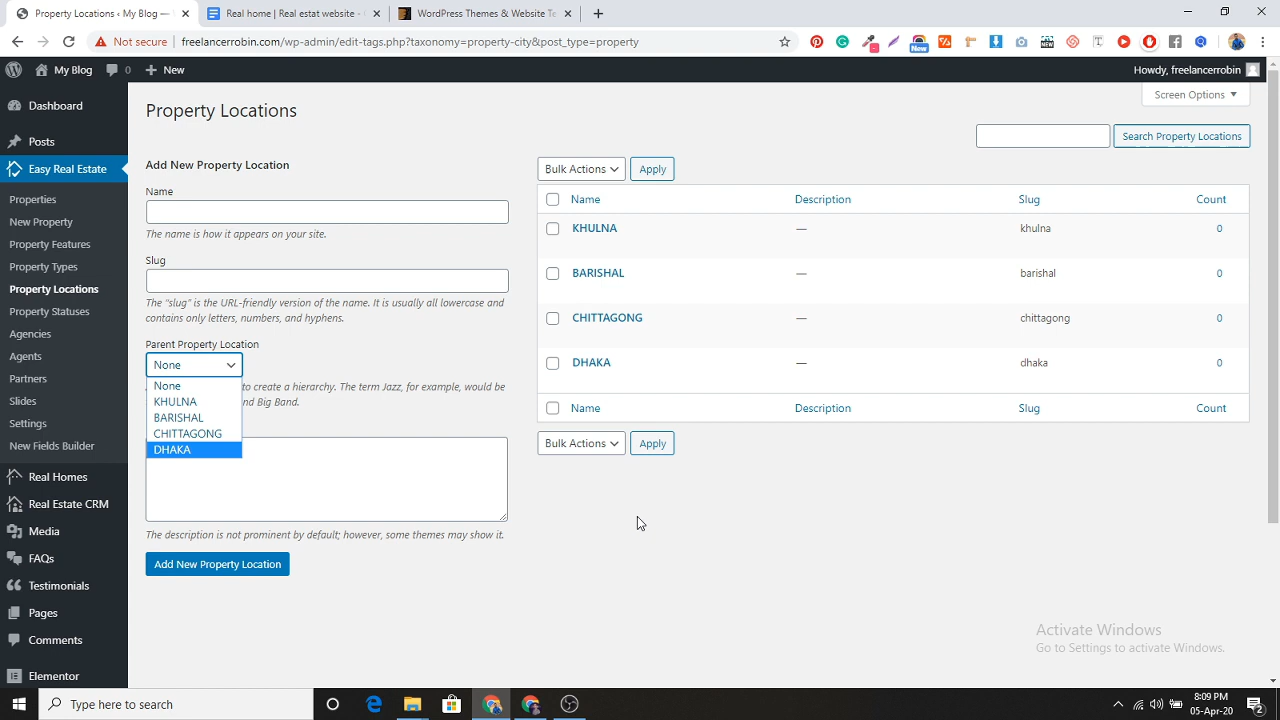 Property Locations ‹ My Blog —
Real home | Real estat website -
WordPress Themes & Website Te
Not secure
freelancerrobin.com/wp-admin/edit-tags.php?taxonomy=property-city&post_type=property
New
NEW
My Blog
0
New
Howdy, freelancerrobin
Screen Options
Dashboard
Posts
Easy Real Estate
Properties
New Property
Property Features
Property Types
Property Locations
Property Statuses
Agencies
Agents
Partners
Slides
Settings
New Fields Builder
Real Homes
Real Estate CRM
Media
FAQs
Testimonials
Pages
Comments
Elementor
Property Locations
Search Property Locations
Add New Property Location
Name
The name is how it appears on your site.
Slug
The "slug" is the URL-friendly version of the name. It is usually all lowercase and
contains only letters, numbers, and hyphens.
Parent Property Location
None
None
KHULNA
BARISHAL
CHITTAGONG
DHAKA
to create a hierarchy. The term Jazz, for example, would be
nd Big Band.
The description is not prominent by default; however, some themes may show it.
Add New Property Location
Bulk Actions
Apply
Name Description Slug Count
KHULNA — khulna 0
BARISHAL — barishal 0
CHITTAGONG — chittagong 0
DHAKA — dhaka 0
Name Description Slug Count
Bulk Actions
Apply
Activate Windows
Go to Settings to activate Windows.
Type here to search
8:09 PM
05-Apr-20
2